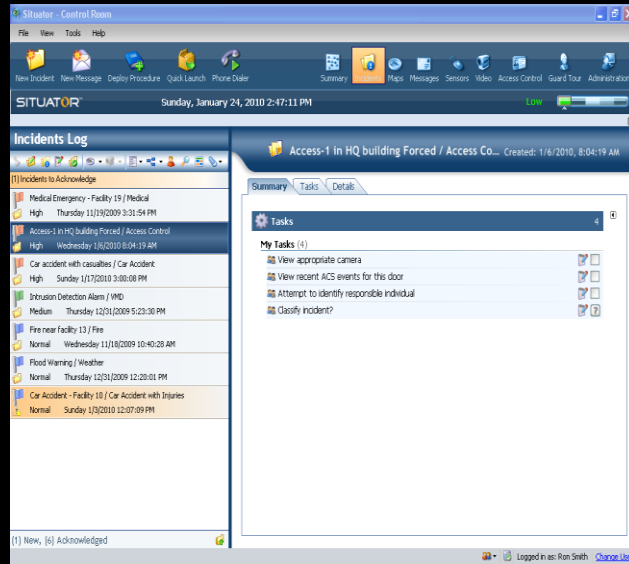 Situator - Control Room
File View Tools Help
New Incident New Message Deploy Procedure Quick Launch Phone Dialer Summary Incidents Maps Messages Sensors Video Access Control Guard Tour Administration
SITUATOR Sunday, January 24, 2010 2:47:11 PM Low
Incidents Log
Access-1 in HQ building Forced / Access Co... Created: 1/6/2010, 8:04:19 AM
(1) Incidents to Acknowledge
Summary Tasks Details
Medical Emergency - Facility 19 / Medical
High Thursday 11/19/2009 3:31:54 PM
Access-1 in HQ building Forced / Access Control
High Wednesday 1/6/2010 8:04:19 AM
Car accident with casualties / Car Accident
High Sunday 1/17/2010 3:00:08 PM
Intrusion Detection Alarm / VMD
Medium Thursday 12/31/2009 5:23:30 PM
Fire near facility 13 / Fire
Normal Wednesday 11/18/2009 10:40:28 AM
Flood Warning / Weather
Normal Thursday 12/31/2009 12:20:01 PM
Car Accident - Facility 18 / Car Accident with Injuries
Normal Sunday 1/3/2010 12:07:09 PM
Tasks 4
My Tasks (4)
View appropriate camera
View recent ACS events for this door
Attempt to identify responsible individual
Classify incident?
(1) New, (6) Acknowledged
Logged in as: Ron Smith Change Use